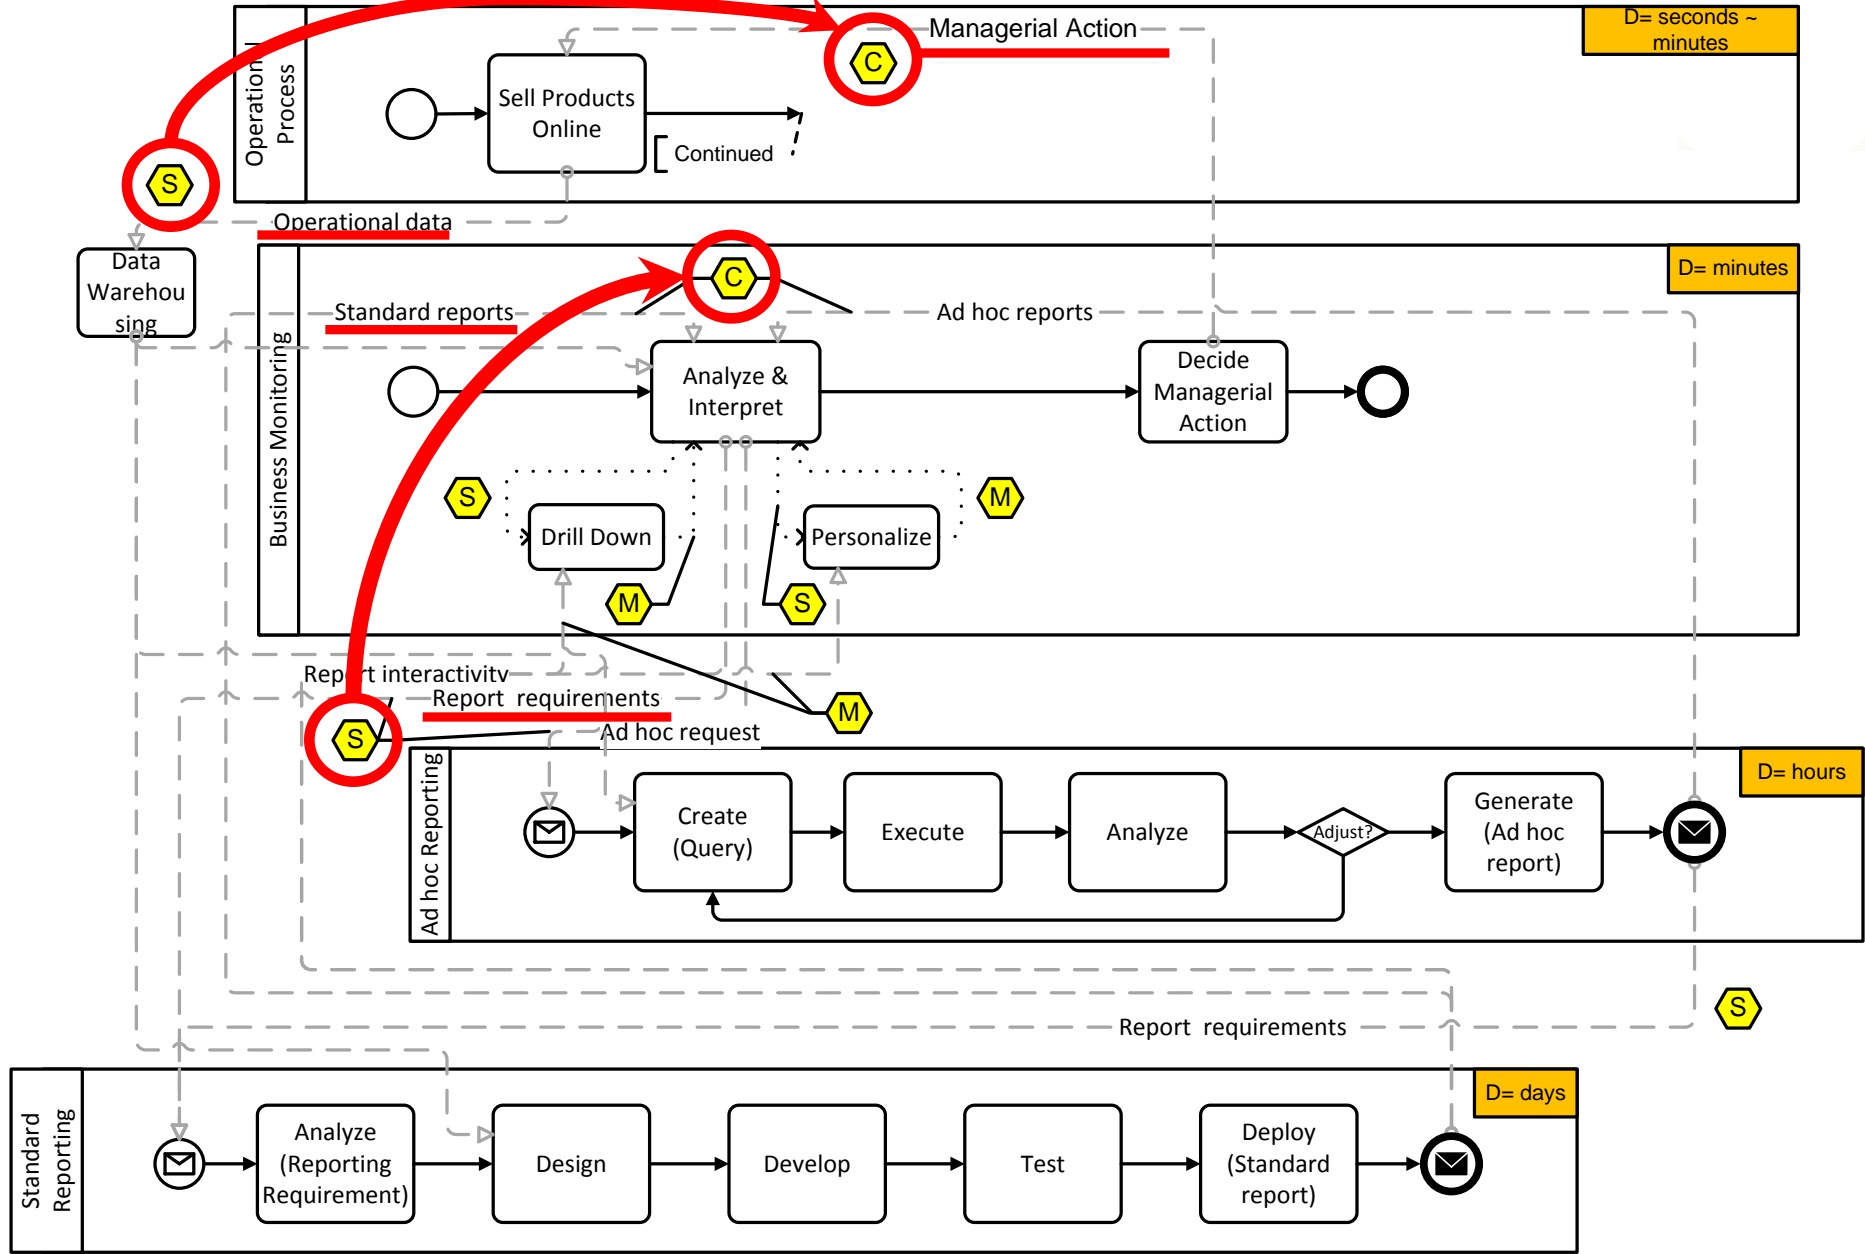 Managerial Action
D= seconds ~
minutes
Operational
Process
C
Sell Products
Online
Continued
S
Operational data
Data
Warehou
sing
Business Monitoring
C
D= minutes
Standard reports
Ad hoc reports
Analyze &
Interpret
Decide
Managerial
Action
S
M
Drill Down
Personalize
M
S
Report interactivity
Report requirements
M
S
Ad hoc request
Ad hoc Reporting
D= hours
Create
(Query)
Execute
Analyze
Adjust?
Generate
(Ad hoc
report)
S
Report requirements
Standard
Reporting
D= days
Analyze
(Reporting
Requirement)
Design
Develop
Test
Deploy
(Standard
report)